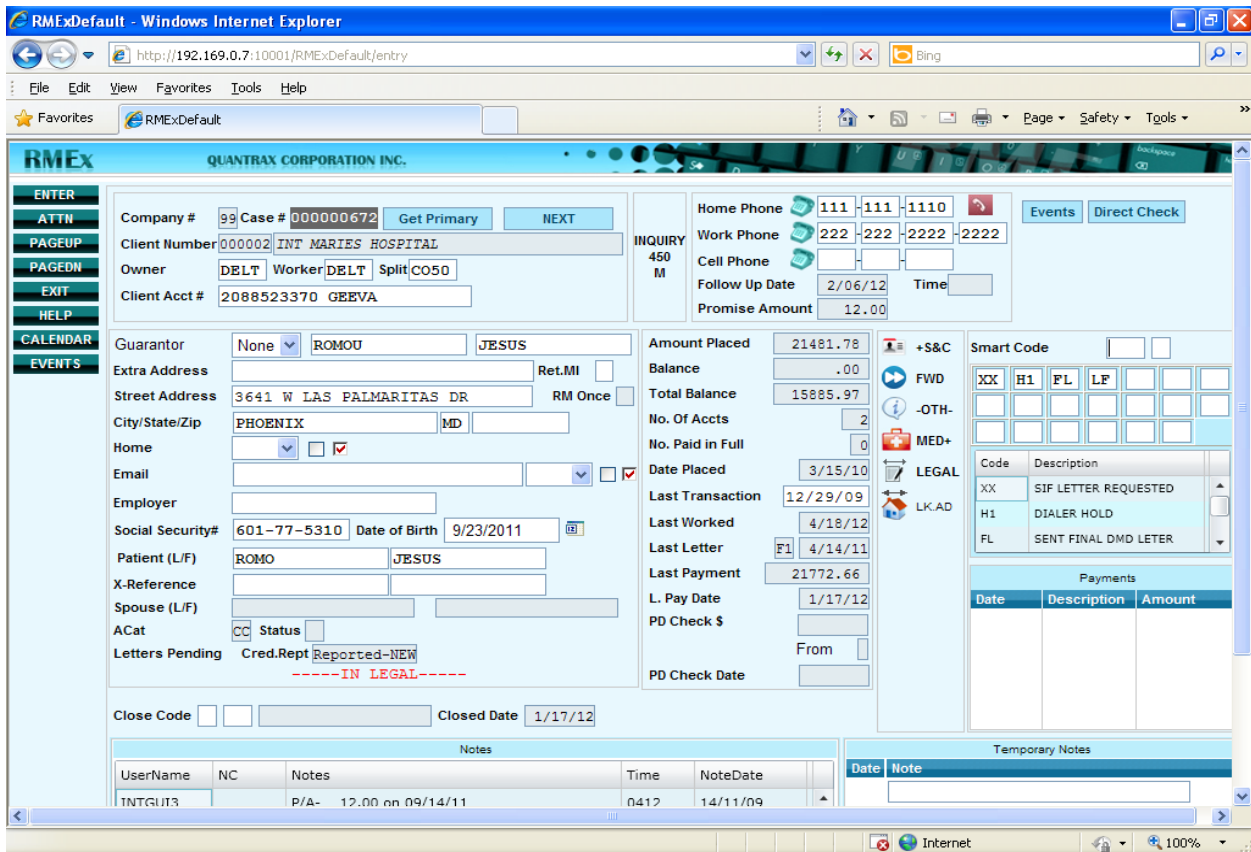 RMExDefault - Windows Internet Explorer
http://192.169.0.7:10001/RMExDefault/entry
Bing
File Edit View Favorites Tools Help
Favorites RMExDefault Page Safety Tools »
RMEx QUANTRAX CORPORATION INC. backspace
ENTER
ATTN
PAGEUP
PAGEDN
EXIT
HELP
CALENDAR
EVENTS
Company # 99 Case # 000000672 Get Primary NEXT
Client Number 000002 INT MARIES HOSPITAL
Owner DELT Worker DELT Split CO50
Client Acct # 2088523370 GEEVA
INQUIRY
450
M
Home Phone 111 -111 -1110
Work Phone 222 -222 -2222 -2222
Cell Phone - -
Follow Up Date 2/06/12 Time
Promise Amount 12.00
Events Direct Check
Guarantor None ROMOU JESUS
Extra Address Ret.MI
Street Address 3641 W LAS PALMARITAS DR RM Once
City/State/Zip PHOENIX MD
Home
Email
Employer
Social Security# 601-77-5310 Date of Birth 9/23/2011
Patient (L/F) ROMO JESUS
X-Reference
Spouse (L/F)
ACat CC Status
Letters Pending Cred.Rept Reported-NEW
-----IN LEGAL-----
Amount Placed 21481.78
Balance .00
Total Balance 15885.97
No. Of Accts 2
No. Paid in Full 0
Date Placed 3/15/10
Last Transaction 12/29/09
Last Worked 4/18/12
Last Letter F1 4/14/11
Last Payment 21772.66
L. Pay Date 1/17/12
PD Check $
From
PD Check Date
+S&C
FWD
-OTH-
MED+
LEGAL
LK.AD
Smart Code
XX H1 FL LF
Code Description
XX SIF LETTER REQUESTED
H1 DIALER HOLD
FL SENT FINAL DMD LETER
Payments
Date Description Amount
Close Code Closed Date 1/17/12
Notes
UserName NC Notes Time NoteDate
INTGUI3 P/A- 12.00 on 09/14/11 0412 14/11/09
Temporary Notes
Date Note
Internet 100%